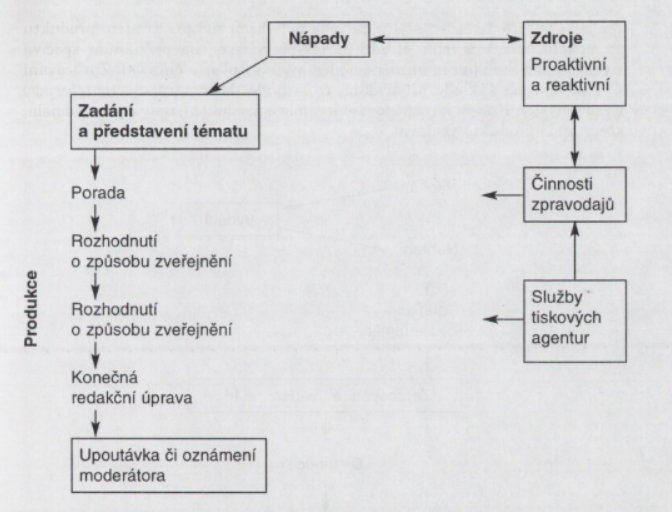 Nápady
Zdroje
Proaktivní
a reaktivní
Zadání
a představení tématu
Činnosti
zpravodajů
Porada
Rozhodnutí
o způsobu zveřejnění
Produkce
Služby
tiskových
agentur
Rozhodnutí
o způsobu zveřejnění
Konečná
redakční úprava
Upoutávka či oznámení
moderátora